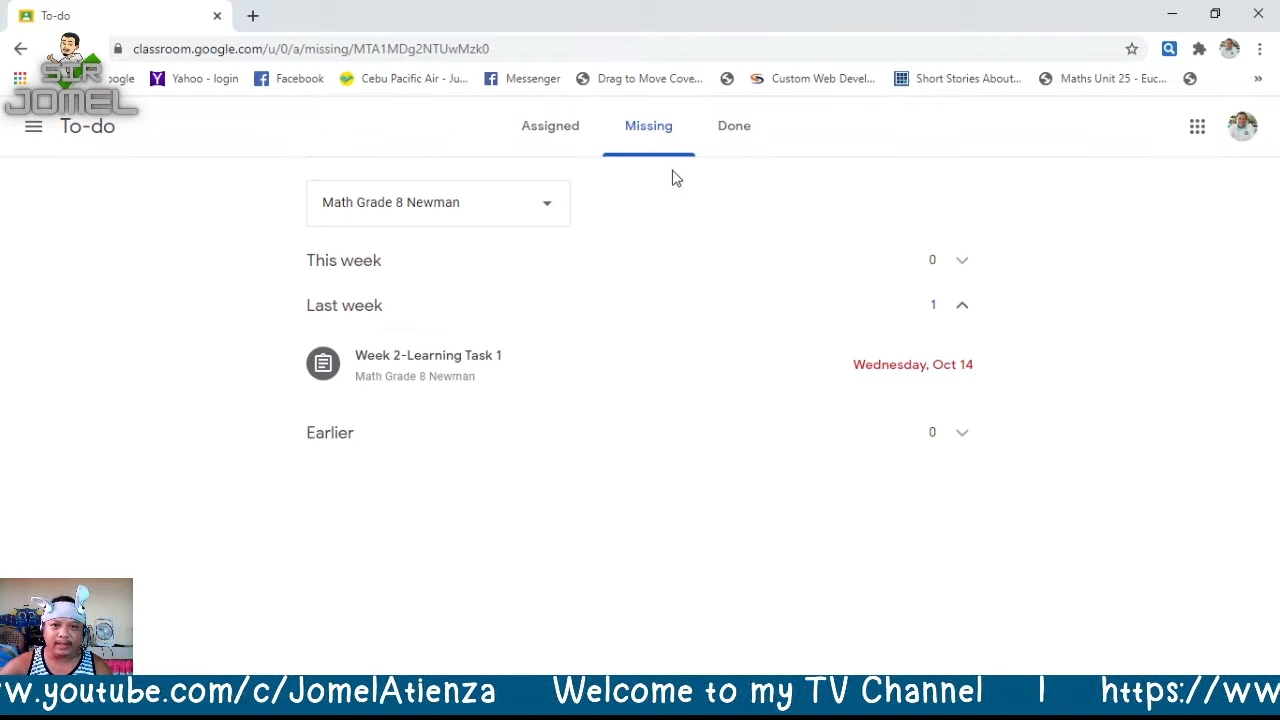 To-do
classroom.google.com/u/0/a/missing/MTA1MDg2NTUwMzk0
oogle
Yahoo - login
Facebook
Cebu Pacific Air - Ju...
Messenger
Drag to Move Cove...
Custom Web Devel...
Short Stories About...
Maths Unit 25 - Euc...
»
SIR
JOMEL
To-do
Assigned
Missing
Done
Math Grade 8 Newman
This week
0
Last week
1
Week 2-Learning Task 1
Math Grade 8 Newman
Wednesday, Oct 14
Earlier
0
w.youtube.com/c/JomelAtienza Welcome to my TV Channel | https://ww